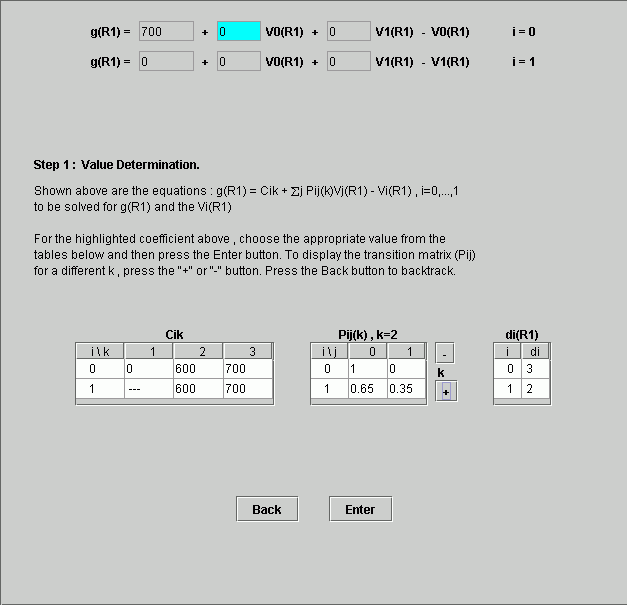 g(R1) = 700 + 0 V0(R1) + 0 V1(R1) - V0(R1) i = 0
g(R1) = 0 + 0 V0(R1) + 0 V1(R1) - V1(R1) i = 1
Step 1 : Value Determination.
Shown above are the equations : g(R1) = Cik + Σj Pij(k)Vj(R1) - Vi(R1) , i=0,...,1
to be solved for g(R1) and the Vi(R1)
For the highlighted coefficient above , choose the appropriate value from the
tables below and then press the Enter button. To display the transition matrix (Pij)
for a different k , press the "+" or "-" button. Press the Back button to backtrack.
Cik Pij(k) , k=2 di(R1)
i \ k 1 2 3 i \ j 0 1 - i di
0 0 600 700 0 1 0 k 0 3
1 --- 600 700 1 0.65 0.35 + 1 2
Back Enter